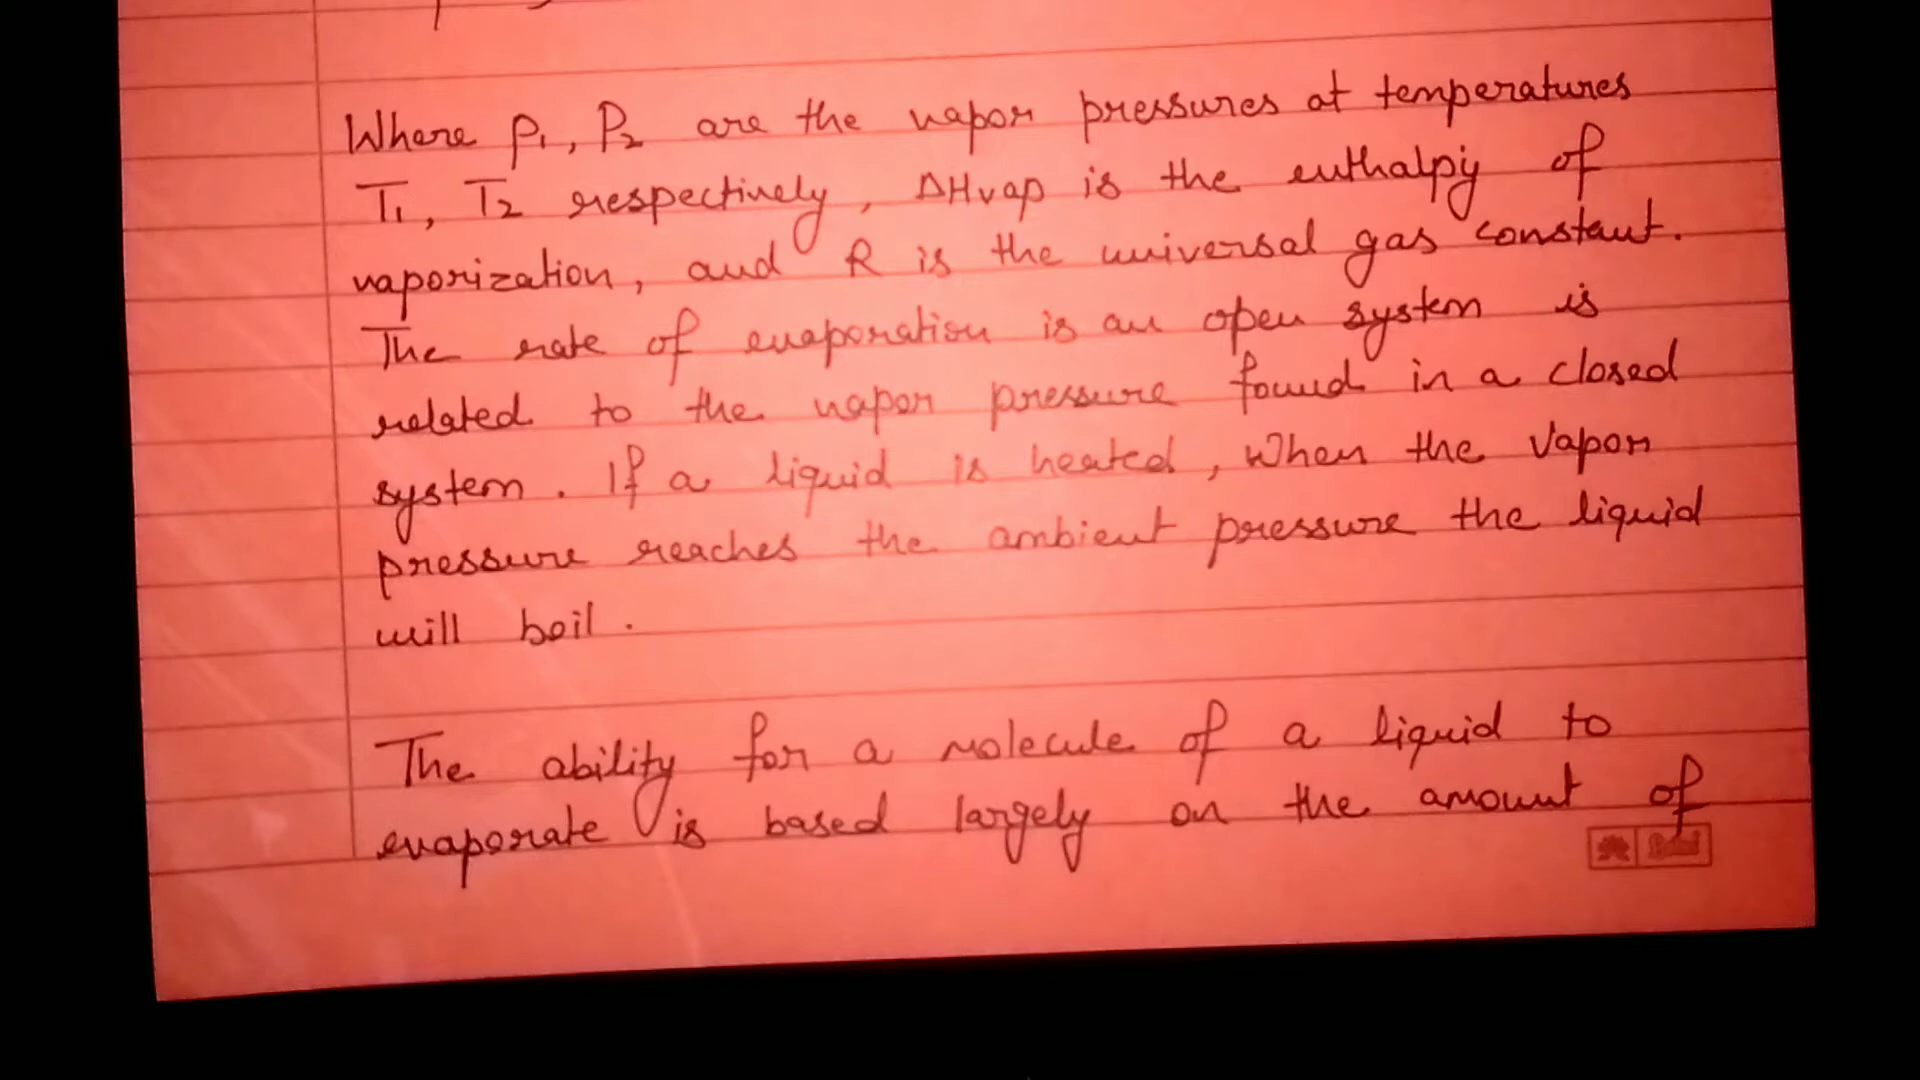 Where P₁, P₂ are the vapor pressures at temperatures
T₁, T₂ respectively, ΔHvap is the enthalpy of
vaporization, and R is the universal gas constant.
The rate of evaporation is an open system is
related to the vapor pressure found in a closed
system. If a liquid is heated, when the vapor
pressure reaches the ambient pressure the liquid
will boil.
The ability for a molecule of a liquid to
evaporate is based largely on the amount of